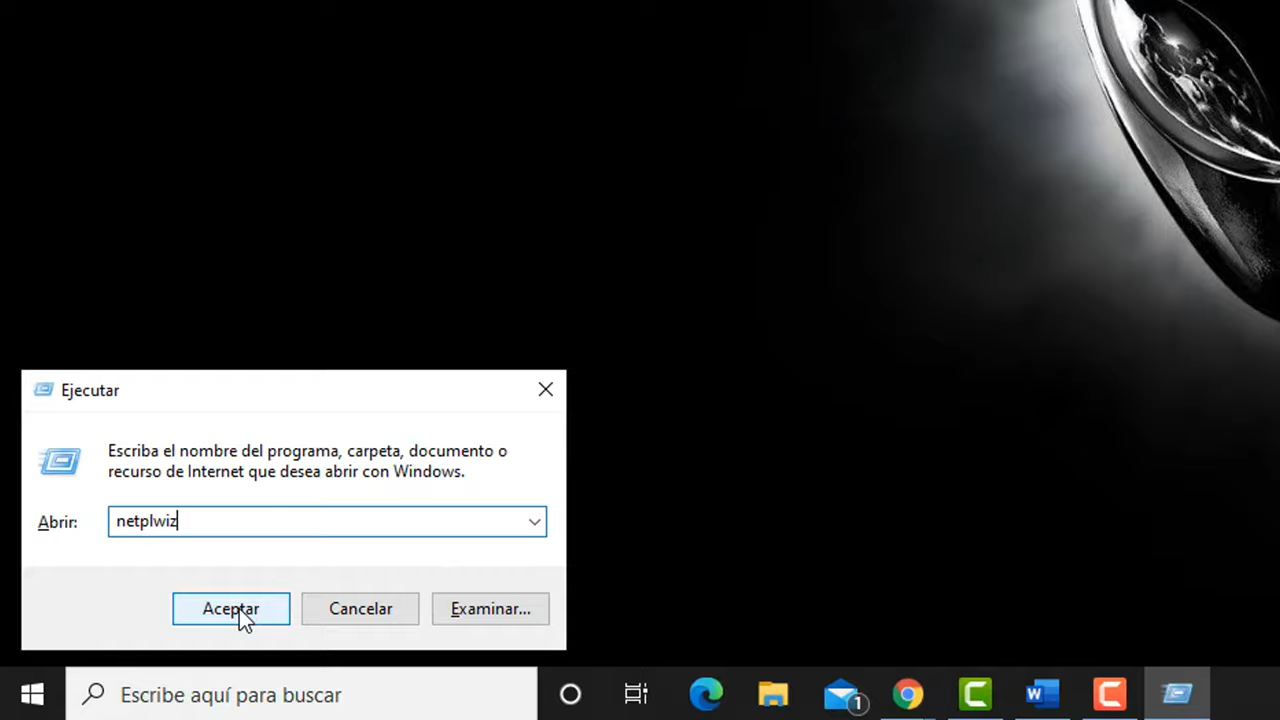 Ejecutar
Escriba el nombre del programa, carpeta, documento o
recurso de Internet que desea abrir con Windows.
Abrir: netplwiz
Aceptar Cancelar Examinar...
Escribe aquí para buscar 1